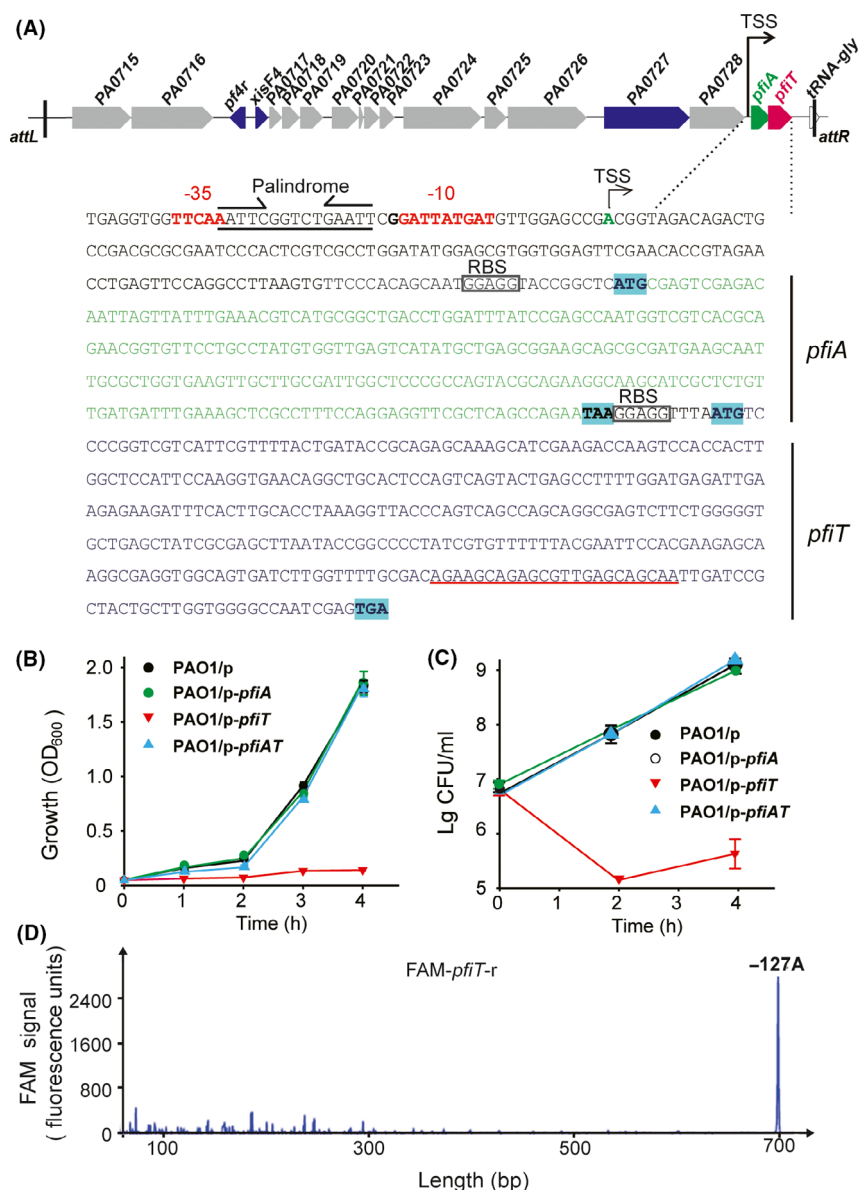 (A)
TSS
PA0715
PA0716
pf4r
xisF4
PA0717
PA0718
PA0719
PA0720
PA0721
PA0722
PA0723
PA0724
PA0725
PA0726
PA0727
PA0728
pfiA
pfiT
tRNA-gly
attL
attR
-35
Palindrome
-10
TSS
TGAGGTGGTTCAAATTCGGTCTGAATTCGGATTATGATGTTGGAGCCGACGGTAGACAGACTG
CCGACGCGCGAATCCCACTCGTCGCCTGGATATGGAGCGTGGTGGAGTTCGAACACCGTAGAA
RBS
CCTGAGTTCCAGGCCTTAAGTGTTCCCACAGCAATGGAGGTACCGGCTCATGCGAGTCGAGAC
AATTAGTTATTTGAAACGTCATGCGGCTGACCTGGATTTATCCGAGCCAATGGTCGTCACGCA
GAACGGTGTTCCTGCCTATGTGGTTGAGTCATATGCTGAGCGGAAGCAGCGCGATGAAGCAAT
TGCGCTGGTGAAGTTGCTTGCGATTGGCTCCCGCCAGTACGCAGAAGGCAAGCATCGCTCTGT
RBS
TGATGATTTGAAAGCTCGCCTTTCCAGGAGGTTCGCTCAGCCAGAATAAGGAGGTTTAATGTC
CCCGGTCGTCATTCGTTTTACTGATACCGCAGAGCAAAGCATCGAAGACCAAGTCCACCACTT
GGCTCCATTCCAAGGTGAACAGGCTGCACTCCAGTCAGTACTGAGCCTTTTGGATGAGATTGA
AGAGAAGATTTCACTTGCACCTAAAGGTTACCCAGTCAGCCAGCAGGCGAGTCTTCTGGGGGT
GCTGAGCTATCGCGAGCTTAATACCGGCCCCTATCGTGTTTTTTACGAATTCCACGAAGAGCA
AGGCGAGGTGGCAGTGATCTTGGTTTTGCGACAGAAGCAGAGCGTTGAGCAGCAATTGATCCG
CTACTGCTTGGTGGGGCCAATCGAGTGA
pfiA
pfiT
(B)
2.0
1.5
1.0
0.5
0
Growth (OD600)
PAO1/p
PAO1/p-pfiA
PAO1/p-pfiT
PAO1/p-pfiAT
0 1 2 3 4
Time (h)
(C)
9
8
7
6
5
Lg CFU/ml
PAO1/p
PAO1/p-pfiA
PAO1/p-pfiT
PAO1/p-pfiAT
0 1 2 3 4
Time (h)
(D)
FAM-pfiT-r
−127A
FAM signal
( fluorescence units)
2400
1600
800
0
100 300 500 700
Length (bp)